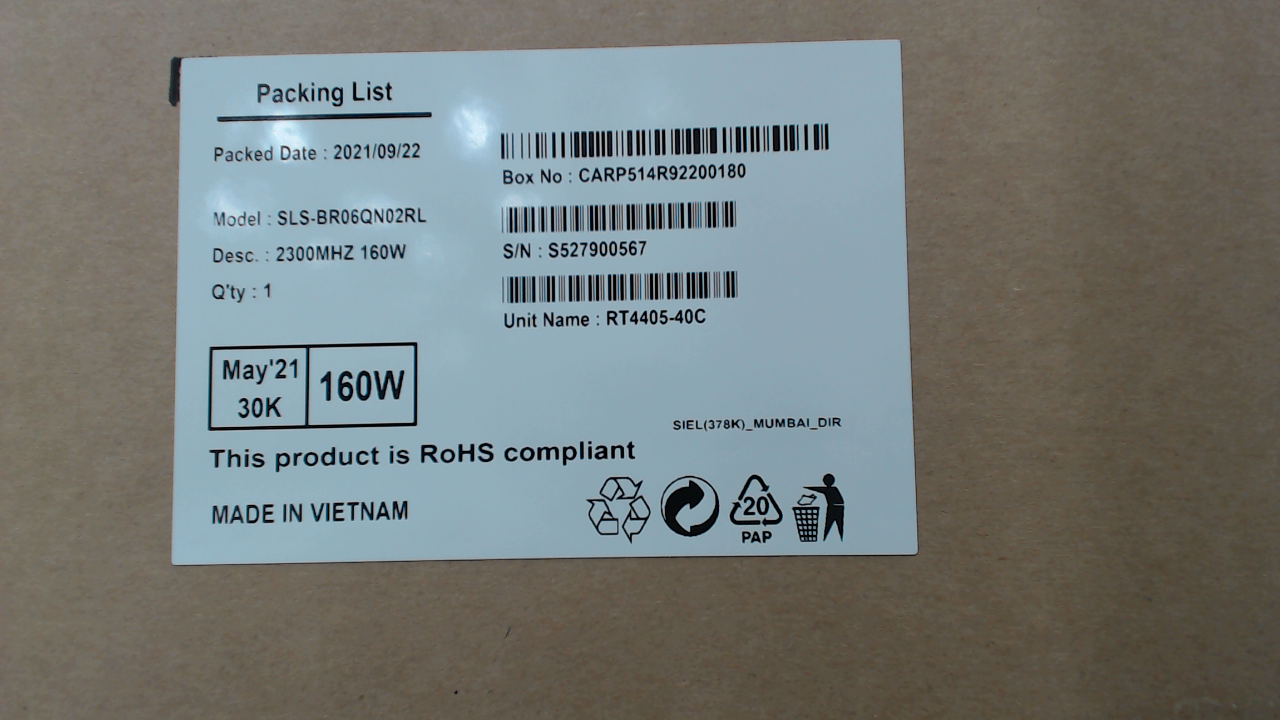 Packing List
Packed Date : 2021/09/22
Box No : CARP514R92200180
Model : SLS-BR06QN02RL
S/N : S527900567
Desc. : 2300MHZ 160W
Q'ty : 1
Unit Name : RT4405-40C
May'21
30K
160W
SIEL(378K)_MUMBAI_DIR
This product is RoHS compliant
MADE IN VIETNAM
20
PAP